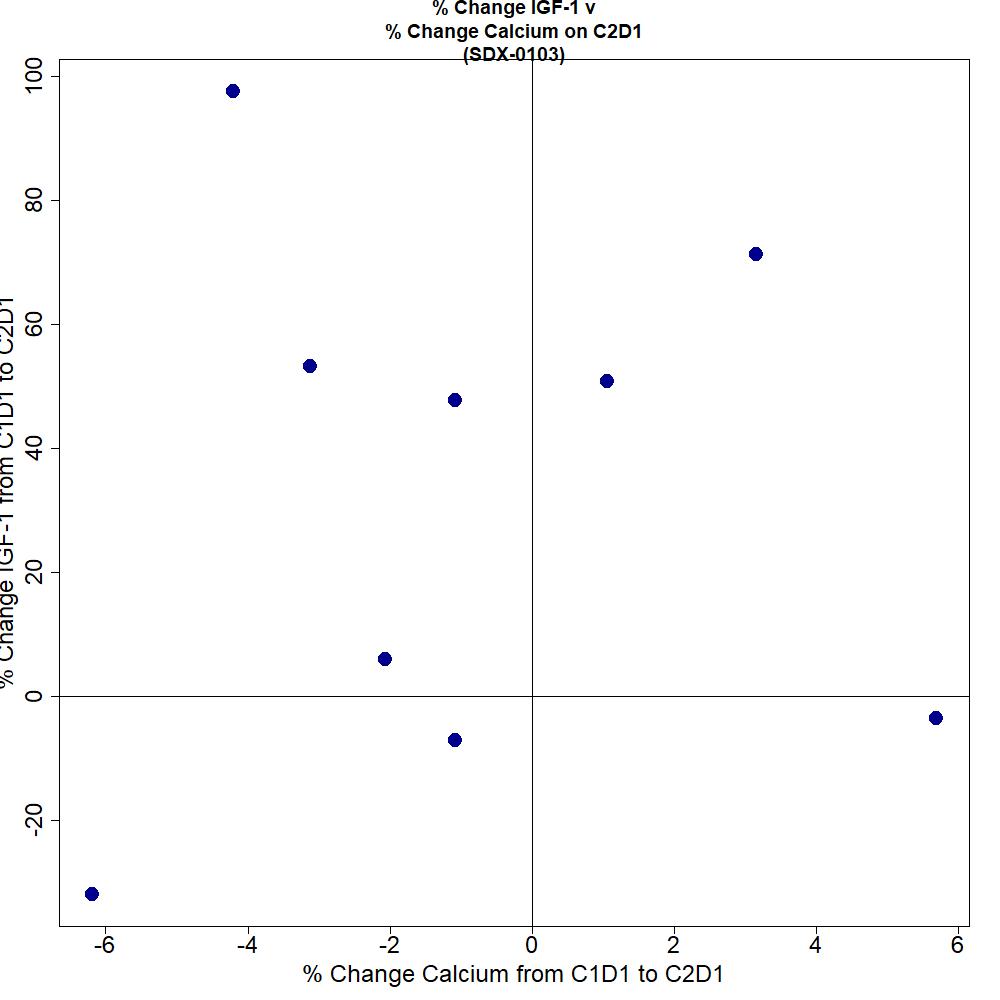 % Change IGF-1 v
% Change Calcium on C2D1
(SDX-0103)
% Change IGF-1 from C1D1 to C2D1
100
80
60
40
20
0
-20
-6 -4 -2 0 2 4 6
% Change Calcium from C1D1 to C2D1